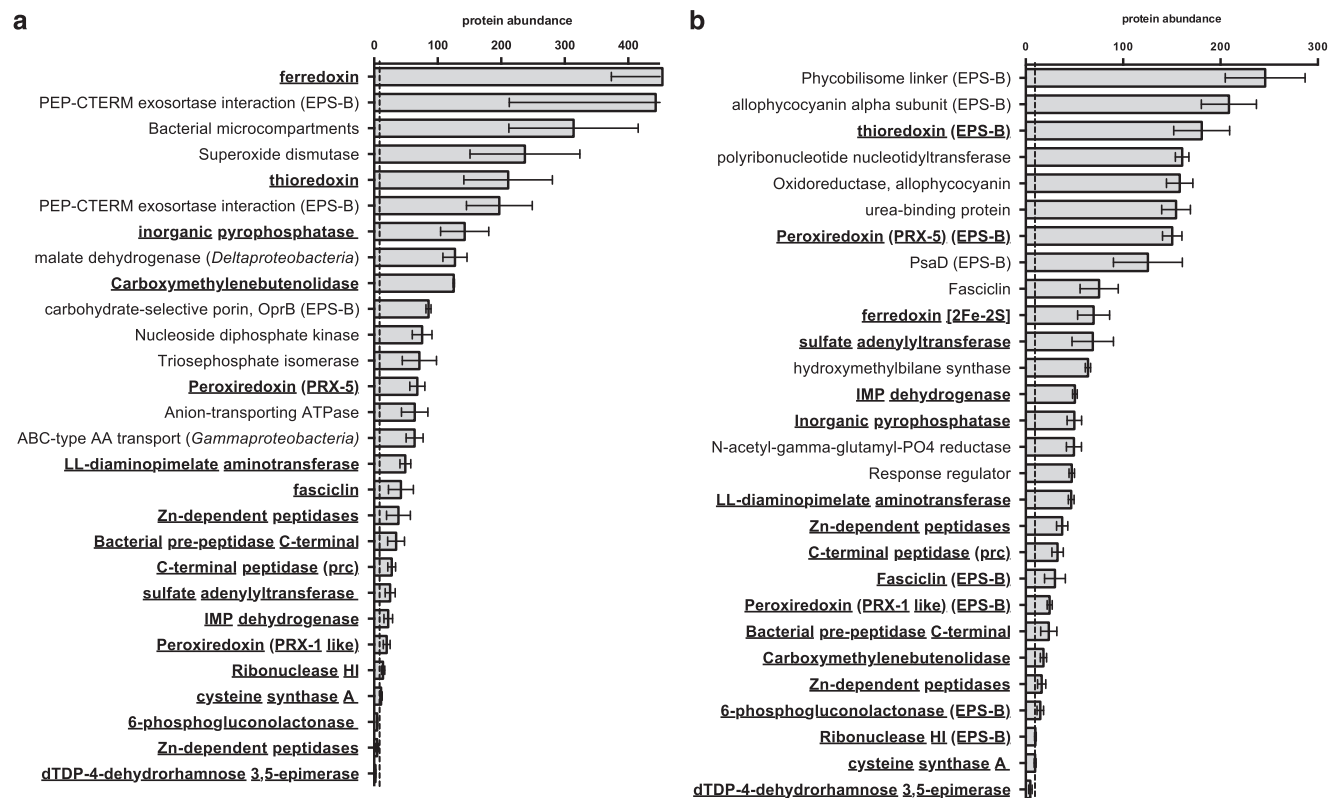 a
protein abundance
0 100 200 300 400
ferredoxin
PEP-CTERM exosortase interaction (EPS-B)
Bacterial microcompartments
Superoxide dismutase
thioredoxin
PEP-CTERM exosortase interaction (EPS-B)
inorganic pyrophosphatase
malate dehydrogenase (Deltaproteobacteria)
Carboxymethylenebutenolidase
carbohydrate-selective porin, OprB (EPS-B)
Nucleoside diphosphate kinase
Triosephosphate isomerase
Peroxiredoxin (PRX-5)
Anion-transporting ATPase
ABC-type AA transport (Gammaproteobacteria)
LL-diaminopimelate aminotransferase
fasciclin
Zn-dependent peptidases
Bacterial pre-peptidase C-terminal
C-terminal peptidase (prc)
sulfate adenylyltransferase
IMP dehydrogenase
Peroxiredoxin (PRX-1 like)
Ribonuclease HI
cysteine synthase A
6-phosphogluconolactonase
Zn-dependent peptidases
dTDP-4-dehydrorhamnose 3,5-epimerase
b
protein abundance
0 100 200 300
Phycobilisome linker (EPS-B)
allophycocyanin alpha subunit (EPS-B)
thioredoxin (EPS-B)
polyribonucleotide nucleotidyltransferase
Oxidoreductase, allophycocyanin
urea-binding protein
Peroxiredoxin (PRX-5) (EPS-B)
PsaD (EPS-B)
Fasciclin
ferredoxin [2Fe-2S]
sulfate adenylyltransferase
hydroxymethylbilane synthase
IMP dehydrogenase
Inorganic pyrophosphatase
N-acetyl-gamma-glutamyl-PO4 reductase
Response regulator
LL-diaminopimelate aminotransferase
Zn-dependent peptidases
C-terminal peptidase (prc)
Fasciclin (EPS-B)
Peroxiredoxin (PRX-1 like) (EPS-B)
Bacterial pre-peptidase C-terminal
Carboxymethylenebutenolidase
Zn-dependent peptidases
6-phosphogluconolactonase (EPS-B)
Ribonuclease HI (EPS-B)
cysteine synthase A
dTDP-4-dehydrorhamnose 3,5-epimerase